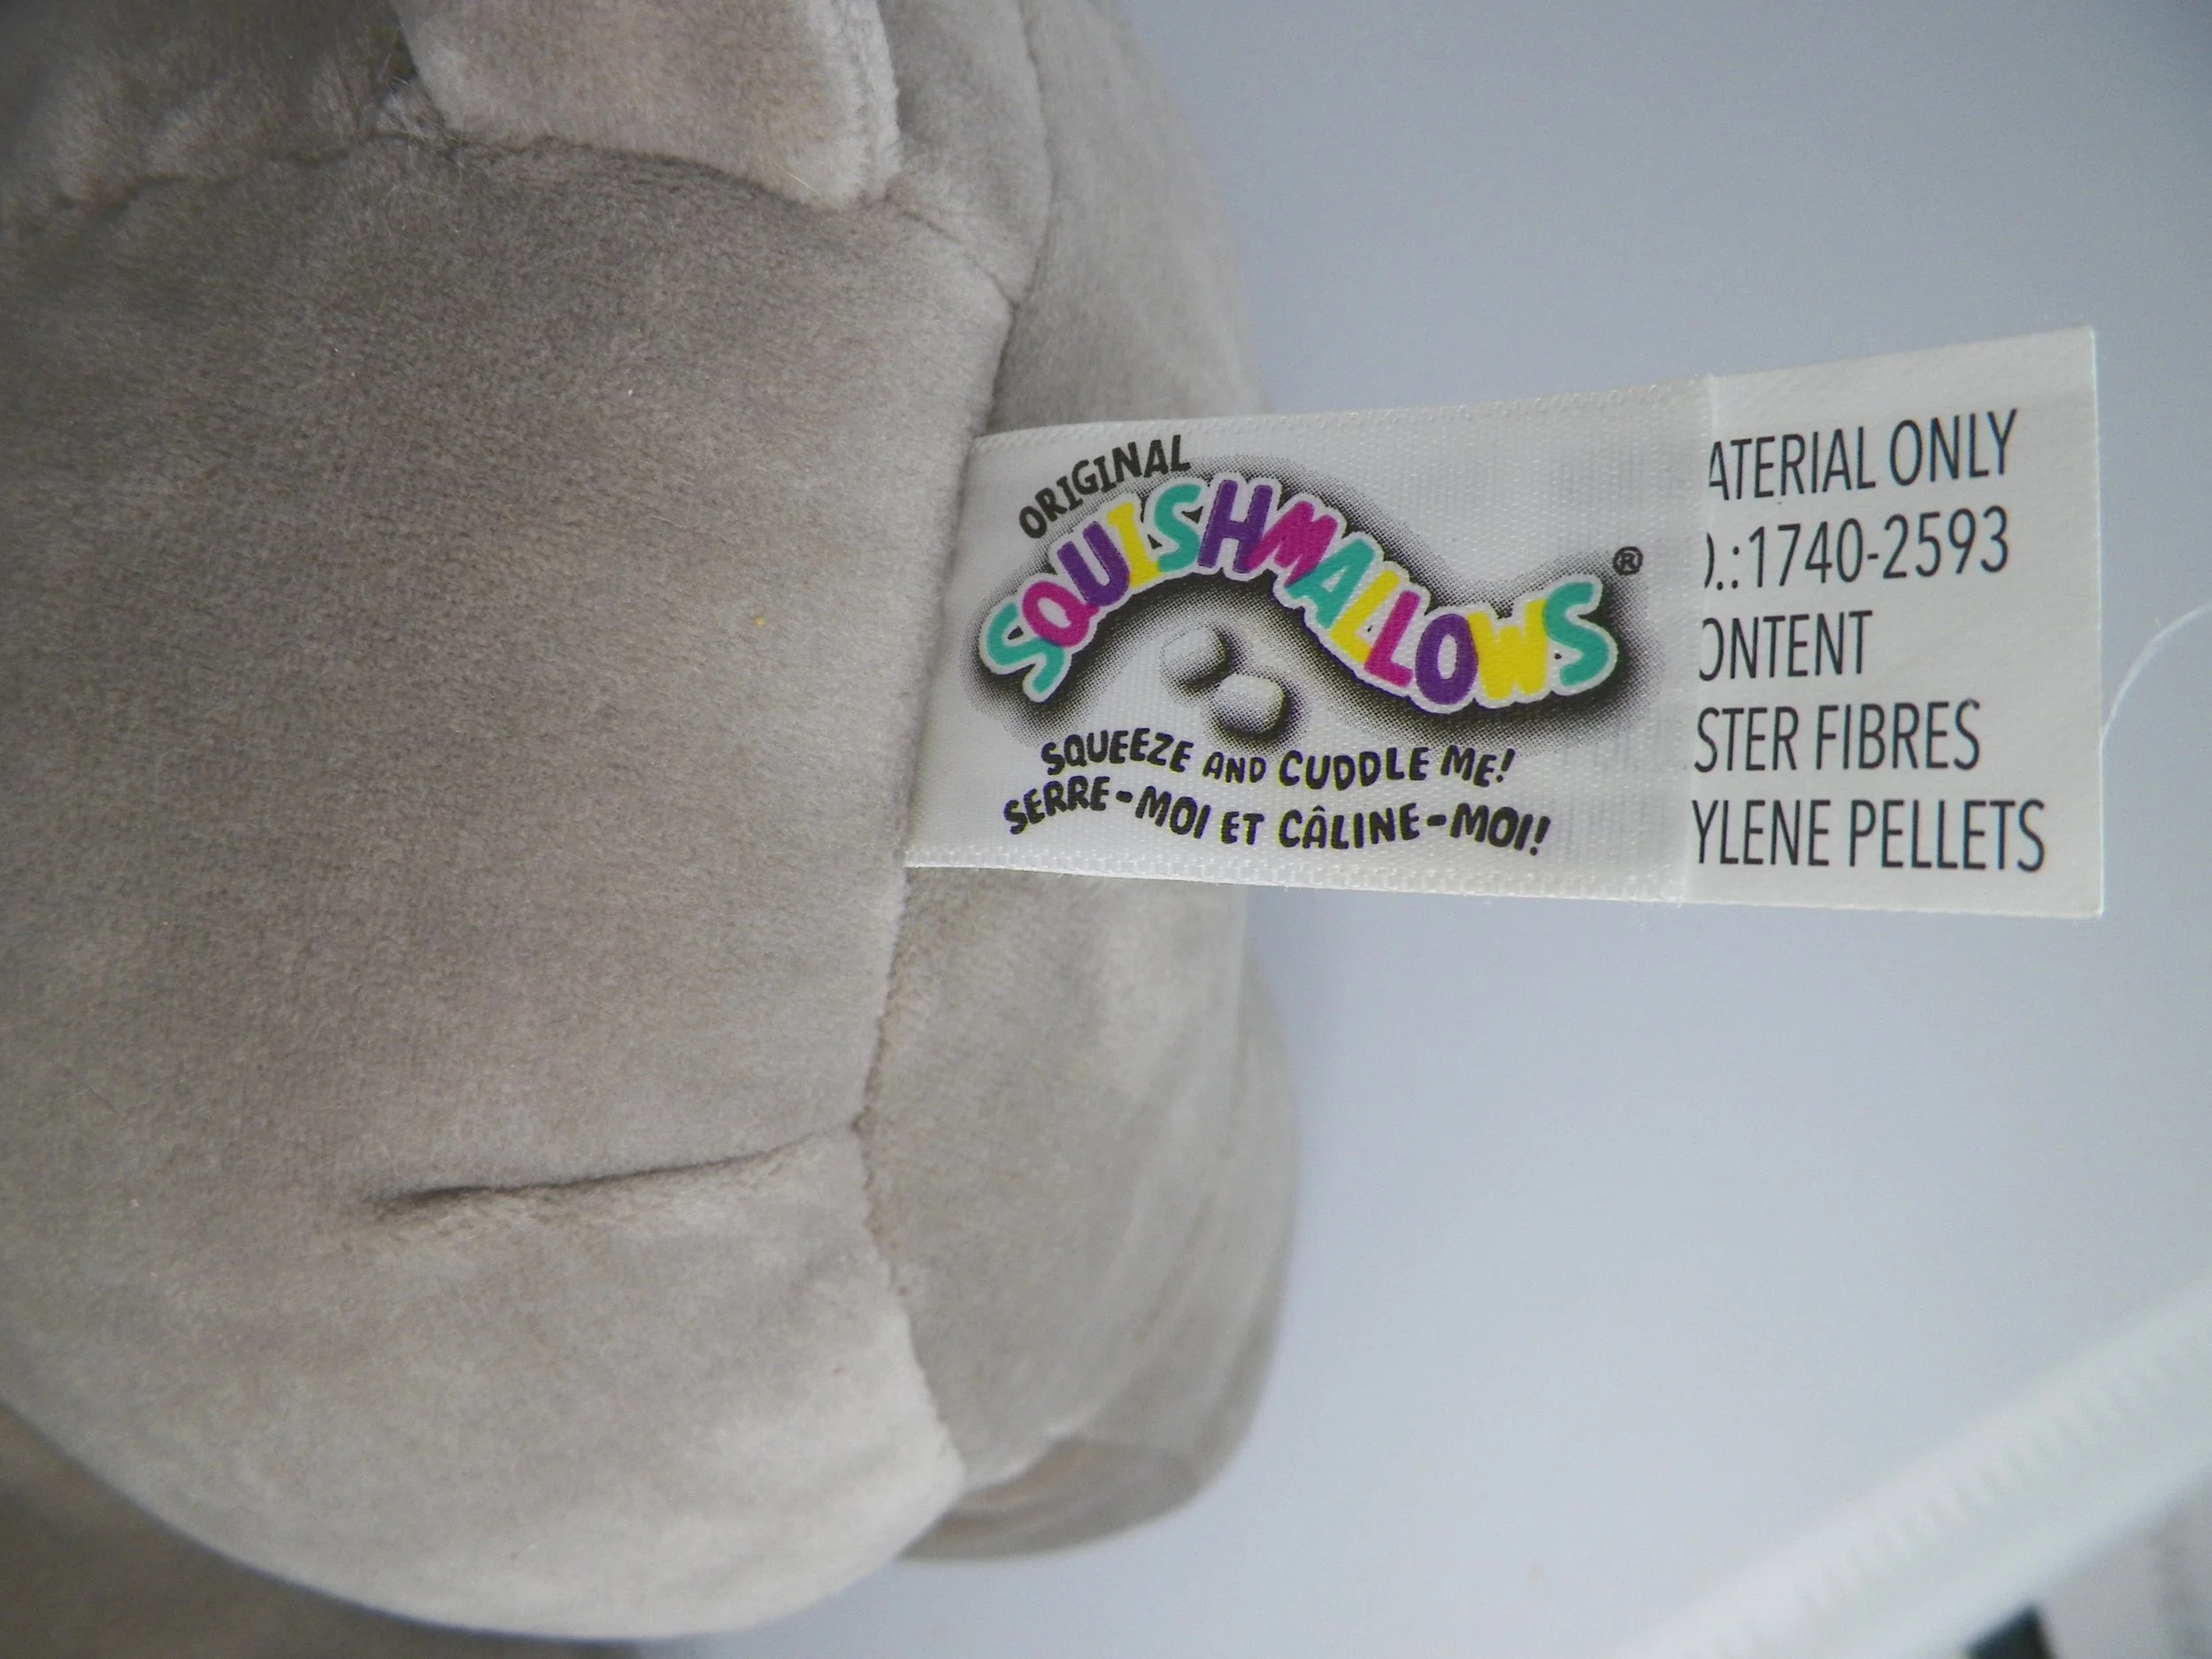 ORIGINAL
SQUISHMALLOWS®
SQUEEZE AND CUDDLE ME!
SERRE-MOI ET CÂLINE-MOI!
ATERIAL ONLY
.:1740-2593
ONTENT
STER FIBRES
YLENE PELLETS